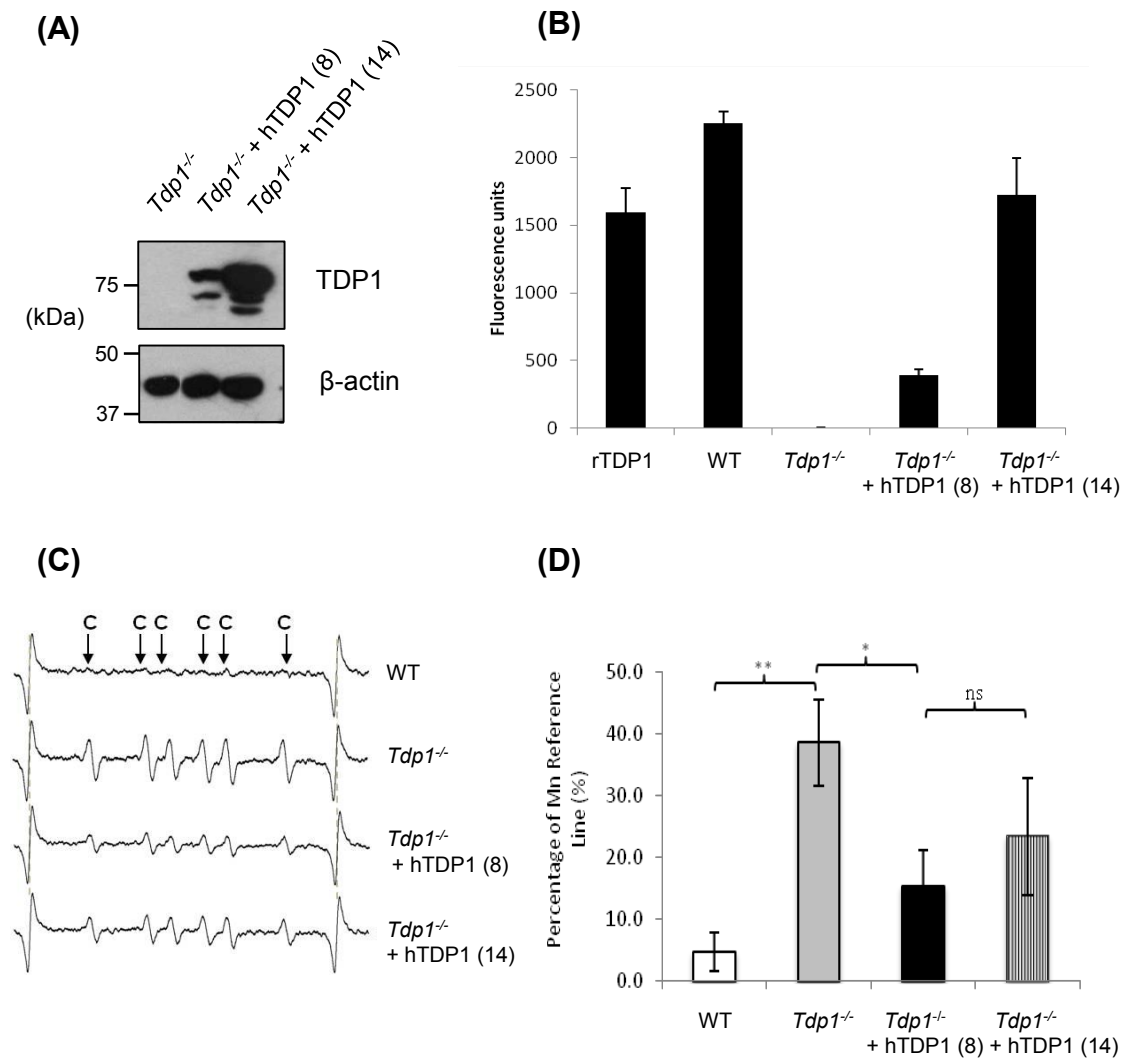 (A)
Tdp1-/-
Tdp1-/- + hTDP1 (8)
Tdp1-/- + hTDP1 (14)
75
(kDa)
TDP1
50
37
β-actin
(B)
Fluorescence units
2500
2000
1500
1000
500
0
rTDP1
WT
Tdp1-/-
Tdp1-/-
+ hTDP1 (8)
Tdp1-/-
+ hTDP1 (14)
(C)
C C C C C C
WT
Tdp1-/-
Tdp1-/-
+ hTDP1 (8)
Tdp1-/-
+ hTDP1 (14)
(D)
Percentage of Mn Reference
Line (%)
50.0
40.0
30.0
20.0
10.0
0.0
**
*
ns
WT
Tdp1-/-
Tdp1-/-
+ hTDP1 (8)
Tdp1-/-
+ hTDP1 (14)